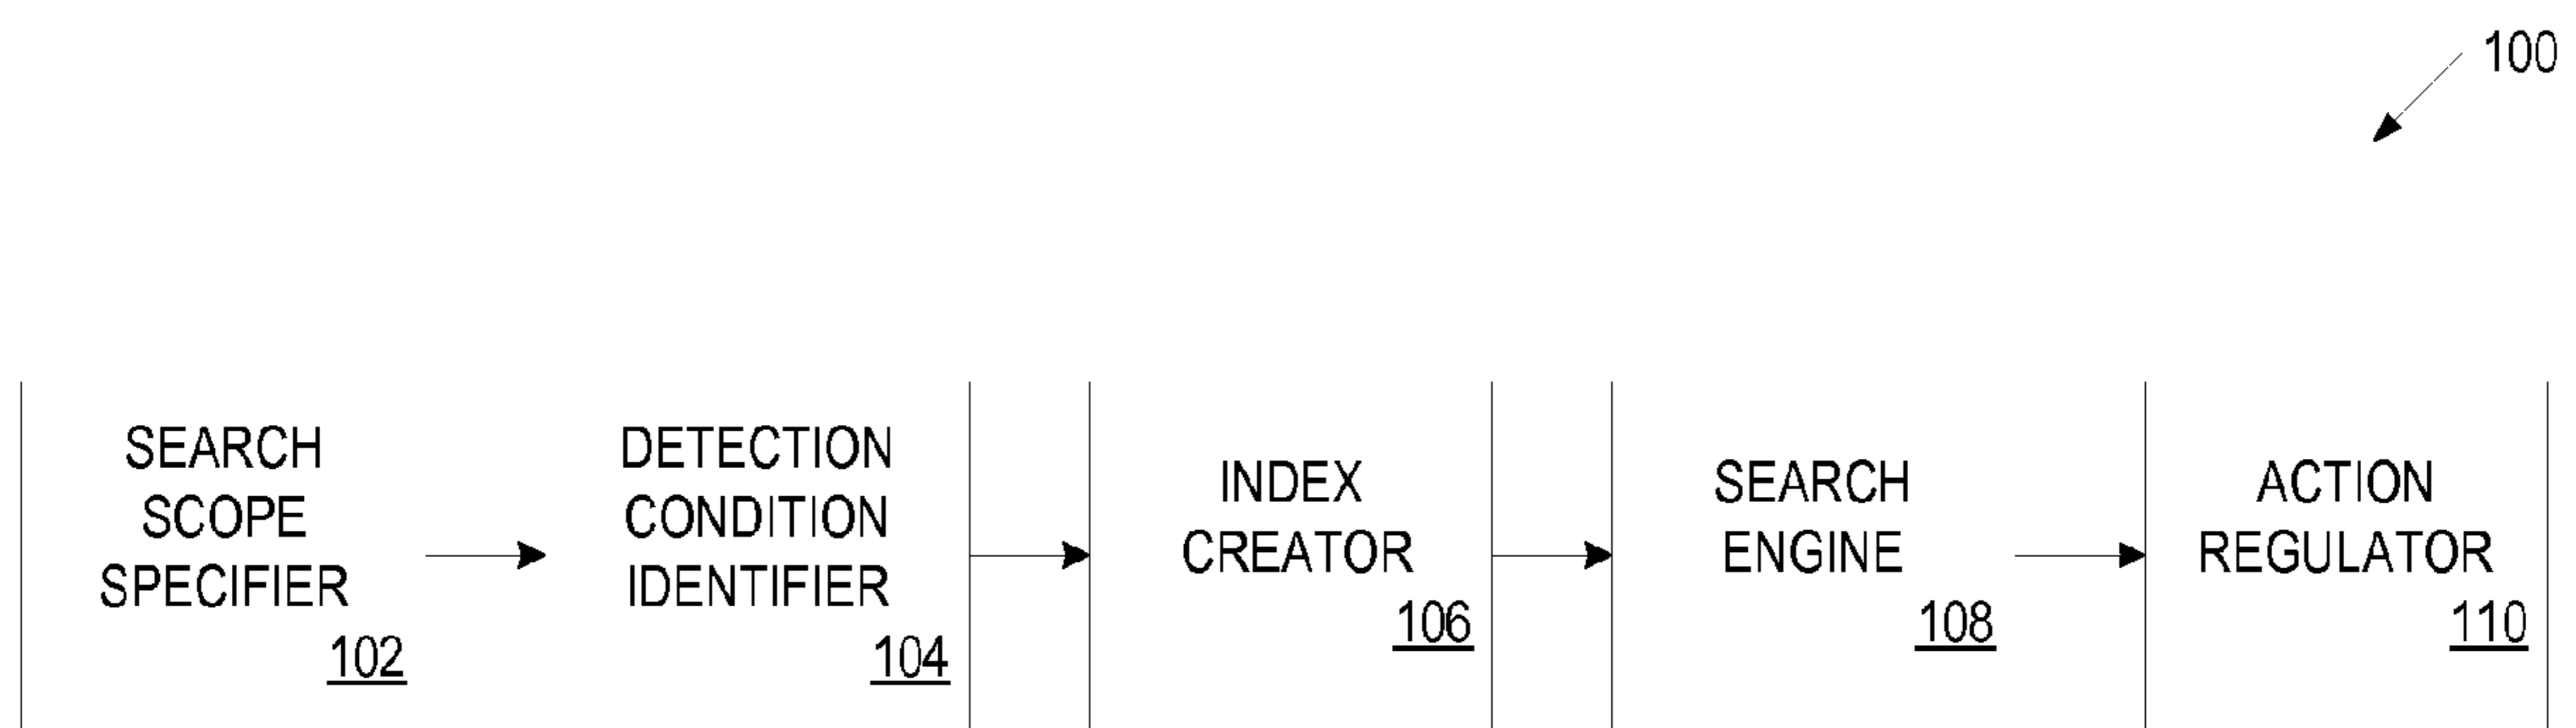 100
SEARCH
SCOPE
SPECIFIER
102
DETECTION
CONDITION
IDENTIFIER
104
INDEX
CREATOR
106
SEARCH
ENGINE
108
ACTION
REGULATOR
110